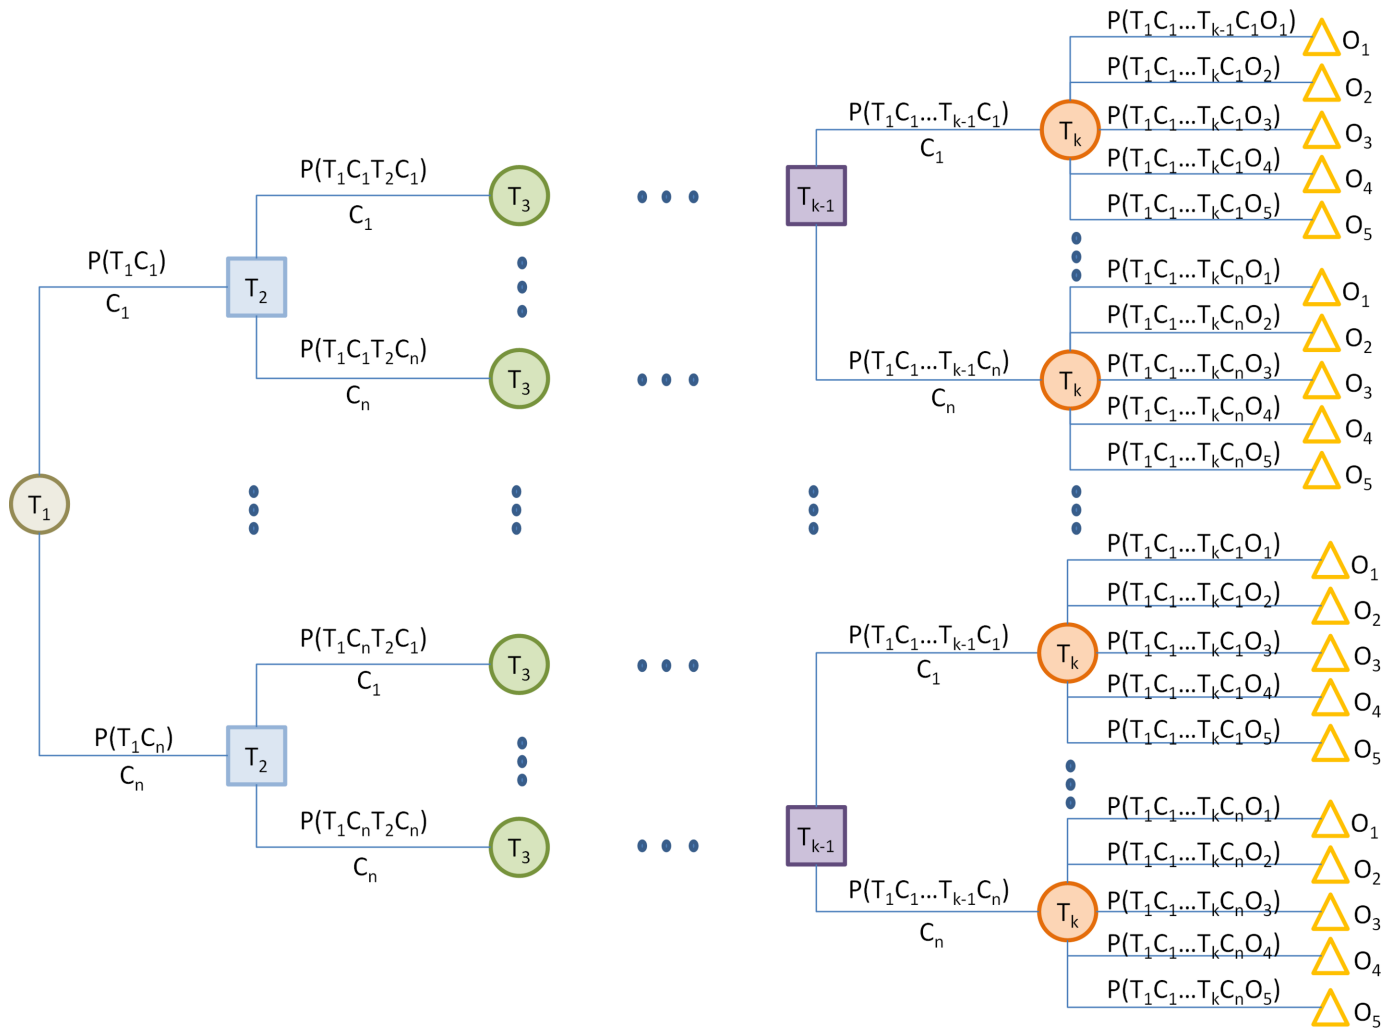 P(T₁C₁...Tₖ₋₁C₁O₁)
O₁
P(T₁C₁...TₖC₁O₂)
O₂
P(T₁C₁...Tₖ₋₁C₁)
C₁
Tₖ
P(T₁C₁...TₖC₁O₃)
O₃
P(T₁C₁...TₖC₁O₄)
O₄
P(T₁C₁...TₖC₁O₅)
O₅
P(T₁C₁T₂C₁)
C₁
T₃
Tₖ₋₁
P(T₁C₁)
C₁
T₂
P(T₁C₁...TₖCₙO₁)
O₁
P(T₁C₁...TₖCₙO₂)
O₂
P(T₁C₁T₂Cₙ)
Cₙ
T₃
P(T₁C₁...Tₖ₋₁Cₙ)
Cₙ
Tₖ
P(T₁C₁...TₖCₙO₃)
O₃
P(T₁C₁...TₖCₙO₄)
O₄
P(T₁C₁...TₖCₙO₅)
O₅
T₁
P(T₁C₁...TₖC₁O₁)
O₁
P(T₁C₁...TₖC₁O₂)
O₂
P(T₁CₙT₂C₁)
C₁
T₃
P(T₁C₁...Tₖ₋₁C₁)
C₁
Tₖ
P(T₁C₁...TₖC₁O₃)
O₃
P(T₁C₁...TₖC₁O₄)
O₄
P(T₁C₁...TₖC₁O₅)
O₅
P(T₁Cₙ)
Cₙ
T₂
P(T₁CₙT₂Cₙ)
Cₙ
T₃
Tₖ₋₁
P(T₁C₁...TₖCₙO₁)
O₁
P(T₁C₁...TₖCₙO₂)
O₂
P(T₁C₁...Tₖ₋₁Cₙ)
Cₙ
Tₖ
P(T₁C₁...TₖCₙO₃)
O₃
P(T₁C₁...TₖCₙO₄)
O₄
P(T₁C₁...TₖCₙO₅)
O₅